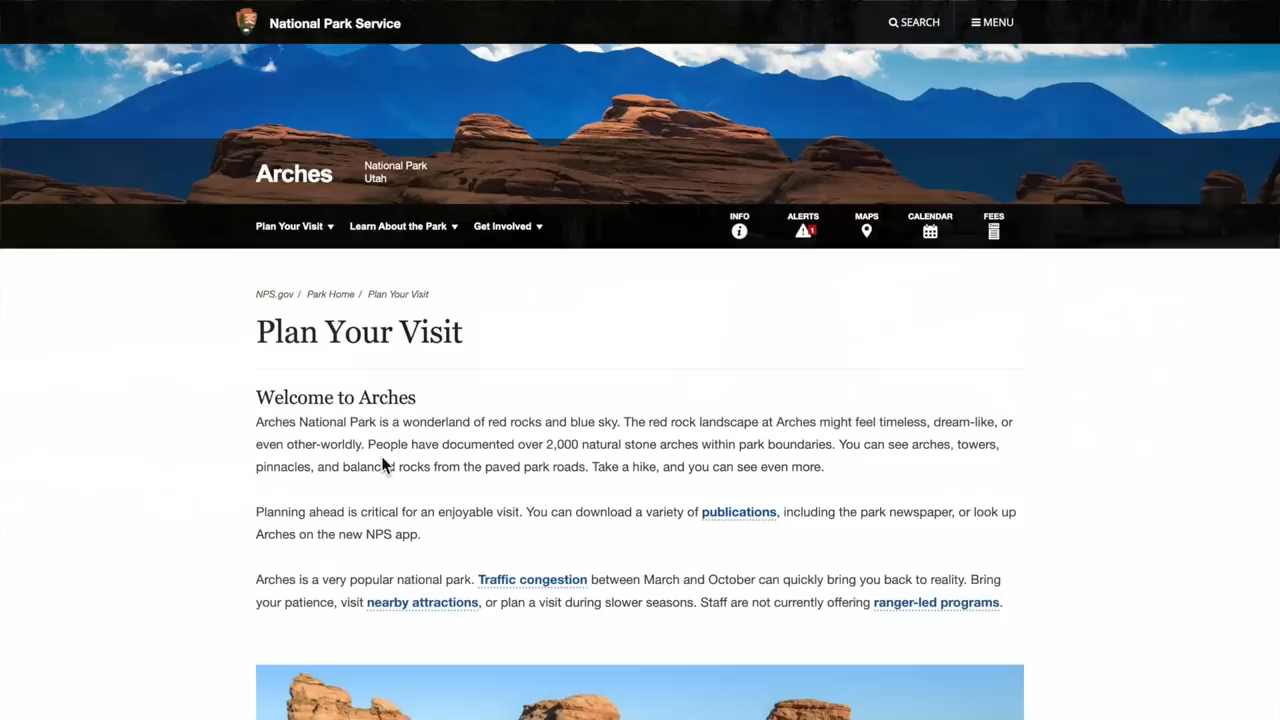 National Park Service
SEARCH
MENU
Arches
National Park
Utah
Plan Your Visit
Learn About the Park
Get Involved
INFO
ALERTS
1
MAPS
CALENDAR
FEES
NPS.gov / Park Home / Plan Your Visit
Plan Your Visit
Welcome to Arches
Arches National Park is a wonderland of red rocks and blue sky. The red rock landscape at Arches might feel timeless, dream-like, or
even other-worldly. People have documented over 2,000 natural stone arches within park boundaries. You can see arches, towers,
pinnacles, and balanced rocks from the paved park roads. Take a hike, and you can see even more.
Planning ahead is critical for an enjoyable visit. You can download a variety of publications, including the park newspaper, or look up
Arches on the new NPS app.
Arches is a very popular national park. Traffic congestion between March and October can quickly bring you back to reality. Bring
your patience, visit nearby attractions, or plan a visit during slower seasons. Staff are not currently offering ranger-led programs.